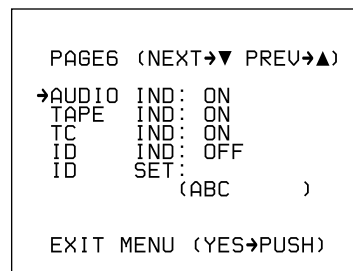 PAGE6 (NEXT→▼ PREV→▲)
→AUDIO IND: ON
TAPE IND: ON
TC IND: ON
ID IND: OFF
ID SET:
(ABC )
EXIT MENU (YES→PUSH)